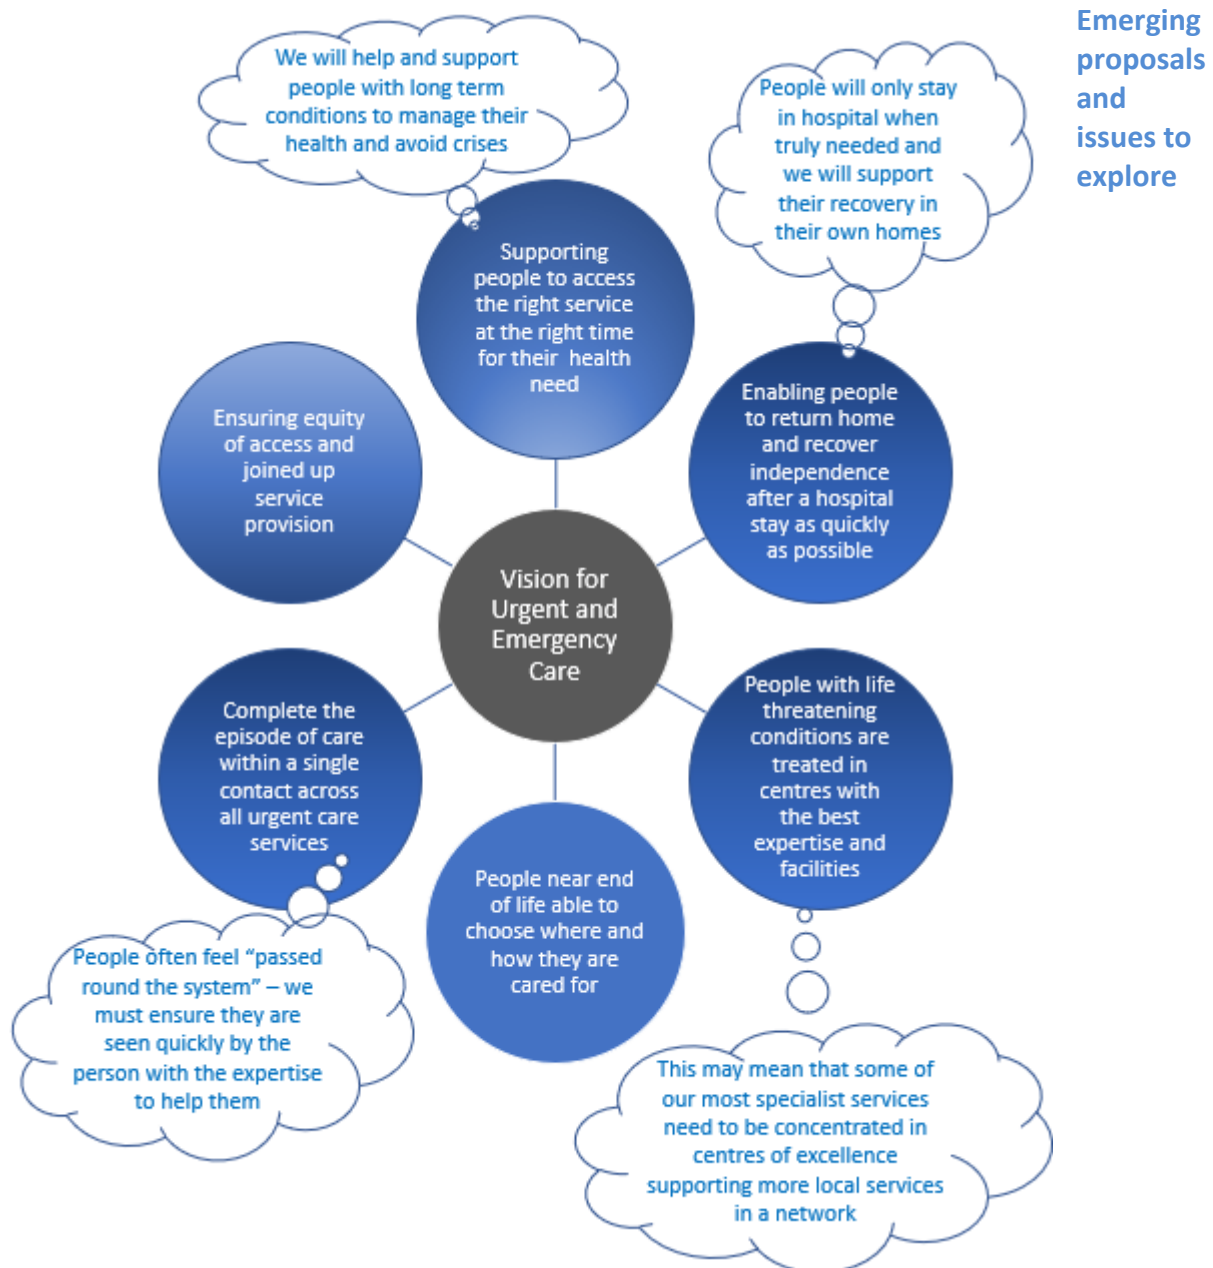 Emerging
proposals
and
issues to
explore
We will help and support
people with long term
conditions to manage their
health and avoid crises
People will only stay
in hospital when
truly needed and
we will support
their recovery in
their own homes
Supporting
people to access
the right service
at the right time
for their health
need
Ensuring equity
of access and
joined up
service
provision
Enabling people
to return home
and recover
independence
after a hospital
stay as quickly
as possible
Vision for
Urgent and
Emergency
Care
Complete the
episode of care
within a single
contact across
all urgent care
services
People with life
threatening
conditions are
treated in
centres with
the best
expertise and
facilities
People near end
of life able to
choose where and
how they are
cared for
People often feel “passed
round the system” – we
must ensure they are
seen quickly by the
person with the expertise
to help them
This may mean that some of
our most specialist services
need to be concentrated in
centres of excellence
supporting more local services
in a network